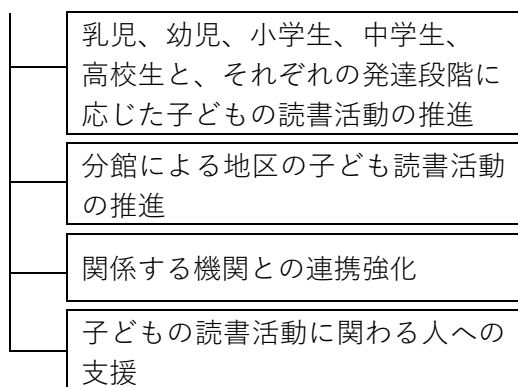 乳児、幼児、小学生、中学生、
高校生と、それぞれの発達段階に
応じた子どもの読書活動の推進
分館による地区の子ども読書活動
の推進
関係する機関との連携強化
子どもの読書活動に関わる人への
支援